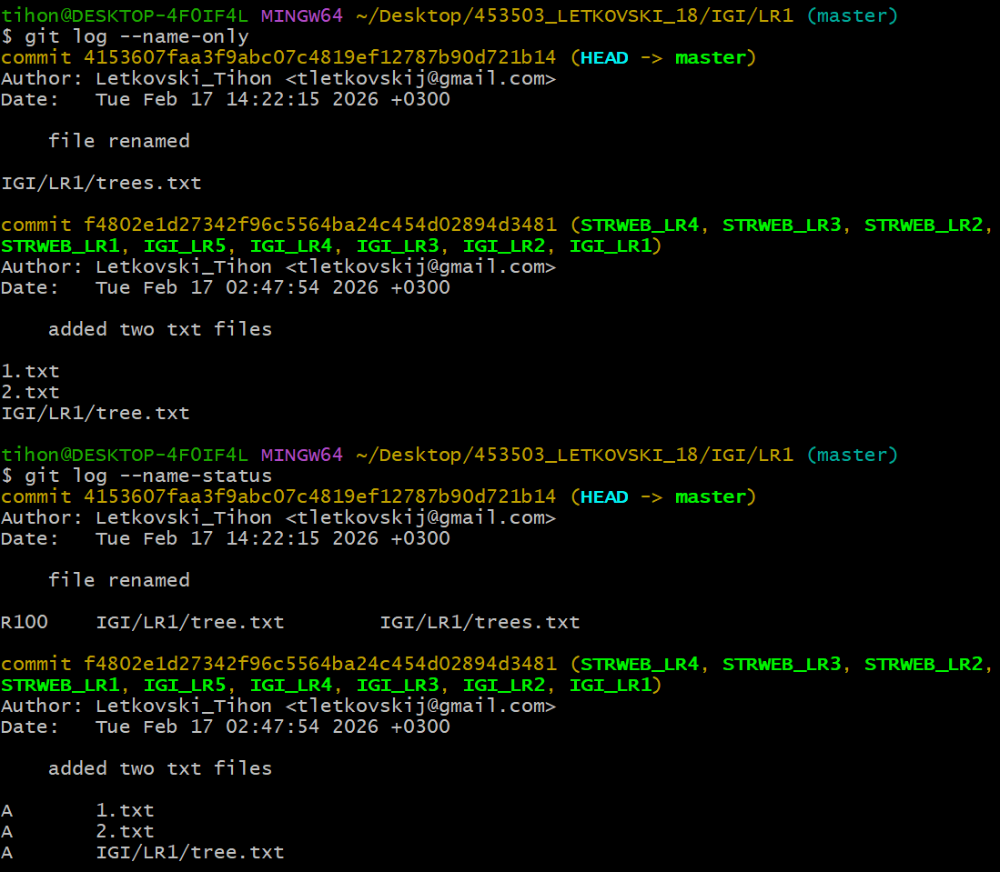 tihon@DESKTOP-4F0IF4L MINGW64 ~/Desktop/453503_LETKOVSKI_18/IGI/LR1 (master)
$ git log --name-only
commit 4153607faa3f9abc07c4819ef12787b90d721b14 (HEAD -> master)
Author: Letkovski_Tihon <tletkovskij@gmail.com>
Date:   Tue Feb 17 14:22:15 2026 +0300

    file renamed

IGI/LR1/trees.txt

commit f4802e1d27342f96c5564ba24c454d02894d3481 (STRWEB_LR4, STRWEB_LR3, STRWEB_LR2,
STRWEB_LR1, IGI_LR5, IGI_LR4, IGI_LR3, IGI_LR2, IGI_LR1)
Author: Letkovski_Tihon <tletkovskij@gmail.com>
Date:   Tue Feb 17 02:47:54 2026 +0300

    added two txt files

1.txt
2.txt
IGI/LR1/tree.txt

tihon@DESKTOP-4F0IF4L MINGW64 ~/Desktop/453503_LETKOVSKI_18/IGI/LR1 (master)
$ git log --name-status
commit 4153607faa3f9abc07c4819ef12787b90d721b14 (HEAD -> master)
Author: Letkovski_Tihon <tletkovskij@gmail.com>
Date:   Tue Feb 17 14:22:15 2026 +0300

    file renamed

R100    IGI/LR1/tree.txt        IGI/LR1/trees.txt

commit f4802e1d27342f96c5564ba24c454d02894d3481 (STRWEB_LR4, STRWEB_LR3, STRWEB_LR2,
STRWEB_LR1, IGI_LR5, IGI_LR4, IGI_LR3, IGI_LR2, IGI_LR1)
Author: Letkovski_Tihon <tletkovskij@gmail.com>
Date:   Tue Feb 17 02:47:54 2026 +0300

    added two txt files

A       1.txt
A       2.txt
A       IGI/LR1/tree.txt